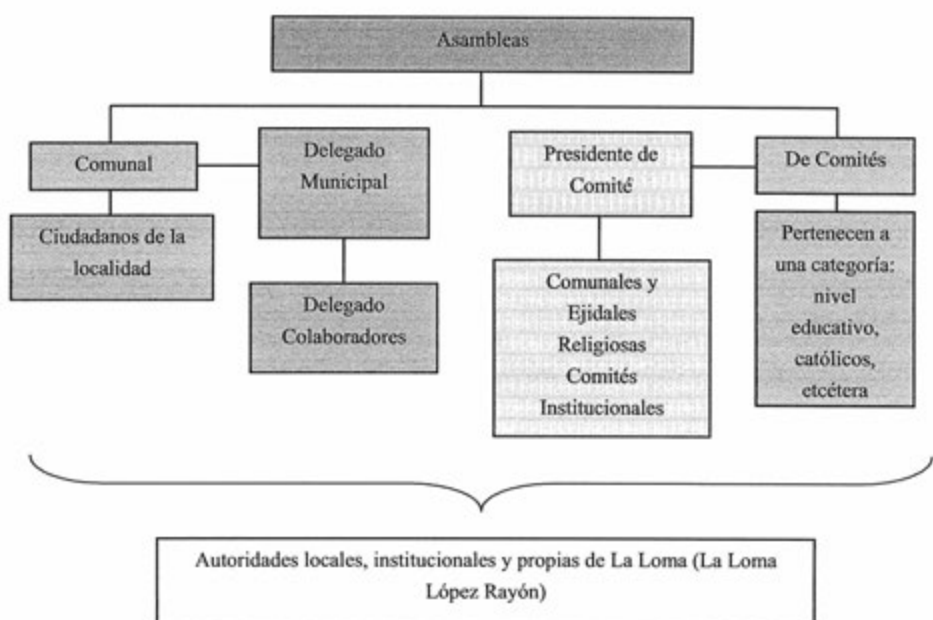 Asambleas
Comunal
Delegado
Municipal
Presidente de
Comité
De Comités
Ciudadanos de la
localidad
Delegado
Colaboradores
Comunales y
Ejidales
Religiosas
Comités
Institucionales
Pertenecen a
una categoría:
nivel
educativo,
católicos,
etcétera
Autoridades locales, institucionales y propias de La Loma (La Loma
López Rayón)